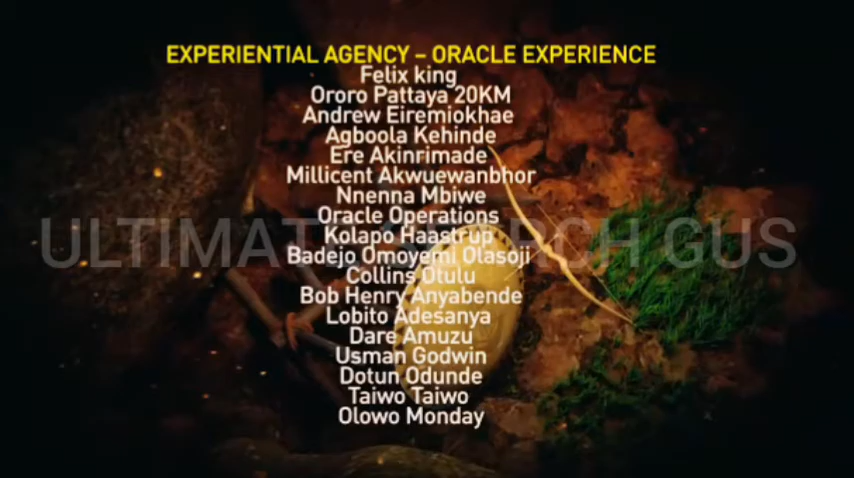 EXPERIENTIAL AGENCY – ORACLE EXPERIENCE
Felix king
Ororo Pattaya 20KM
Andrew Eiremiokhae
Agboola Kehinde
Ere Akinrimade
Millicent Akwuewanbhor
Nnenna Mbiwe
Oracle Operations
Kolapo Haastrup
Badejo Omoyemi Olasoji
Collins Otulu
Bob Henry Anyabende
Lobito Adesanya
Dare Amuzu
Usman Godwin
Dotun Odunde
Taiwo Taiwo
Olowo Monday
GUS